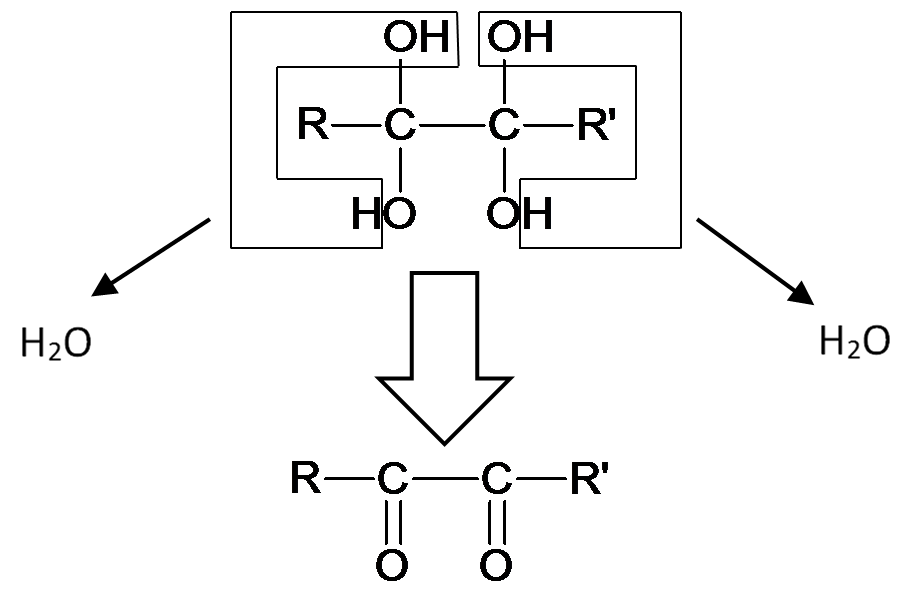 OH OH
R C C R'
HO OH
H₂O H₂O
R C C R'
O O